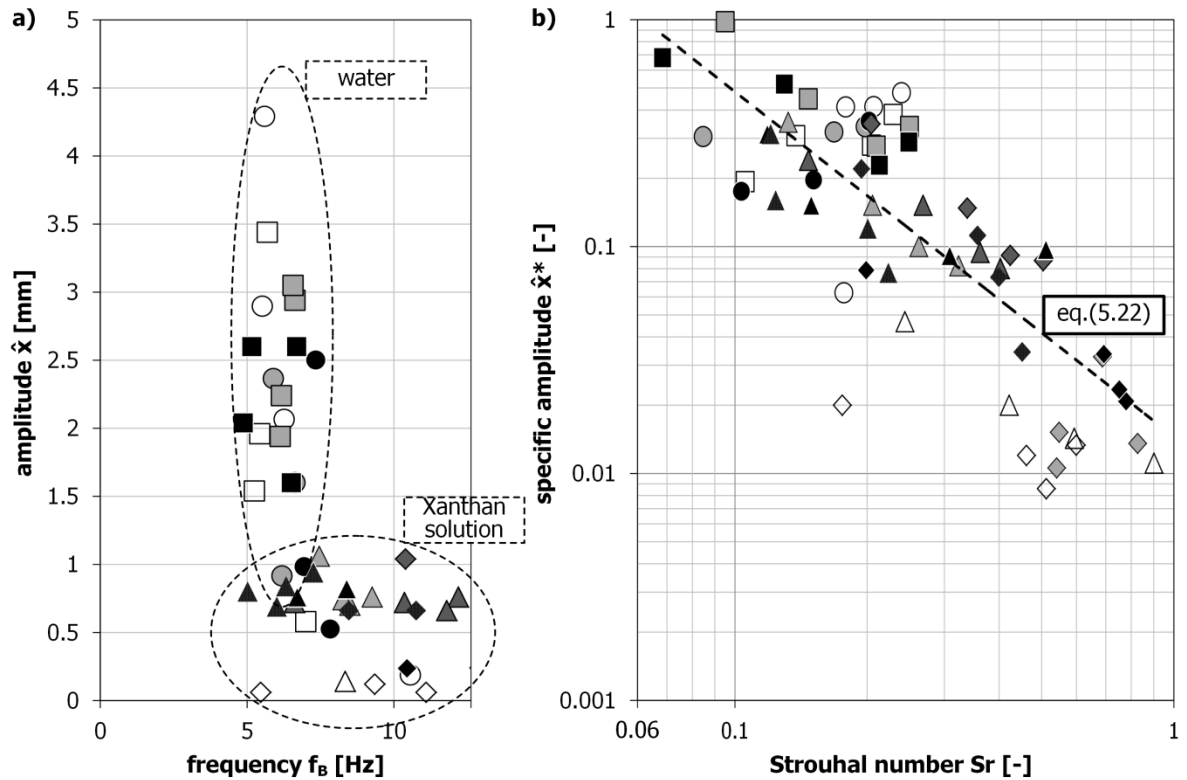 a)
5
4.5
4
3.5
3
2.5
2
1.5
1
0.5
0
amplitude x̂ [mm]
water
Xanthan
solution
0
5
10
frequency f_B [Hz]
b)
1
0.1
0.01
0.001
specific amplitude x̂* [-]
eq.(5.22)
0.06
0.1
1
Strouhal number Sr [-]